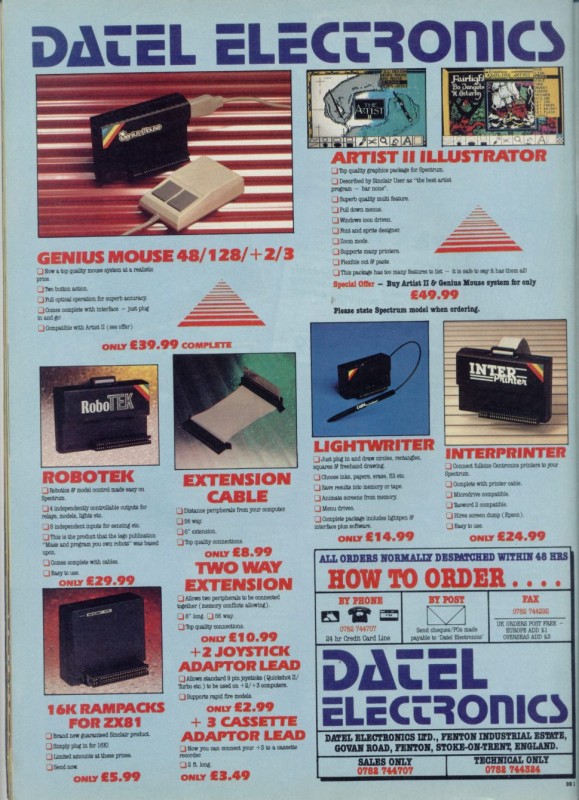 DATEL ELECTRONICS
Genius Mouse
GENIUS MOUSE 48/128/+2/3
Now a top quality mouse system at a realistic
price.
Two button action.
Full optical operation for superb accuracy.
Comes complete with interface – just plug
in and go!
Compatible with Artist II (see offer)
ONLY £39.99 COMPLETE
THE
ARTIST
II
ARTIST II ILLUSTRATOR
Top quality graphics package for Spectrum.
Described by Sinclair User as "the best artist
program – bar none".
Superb quality multi feature.
Pull down menus.
Windows icon driven.
Font and sprite designer.
Zoom mode.
Supports many printers.
Flexible cut & paste.
This package has too many features to list – it is safe to say it has them all!
Special Offer – Buy Artist II & Genius Mouse system for only
£49.99
Please state Spectrum model when ordering.
RoboTEK
ROBOTEK
Robotics & model control made easy on
Spectrum.
4 independently controllable outputs for
relays, models, lights etc.
8 independent inputs for sensing etc.
This is the product that the lego publication
"Make and program you own robots" was based
upon.
Comes complete with cables.
Easy to use.
ONLY £29.99
EXTENSION
CABLE
Distance peripherals from your computer.
56 way.
6" extension.
Top quality connections.
ONLY £8.99
TWO WAY
EXTENSION
Allows two peripherals to be connected
together (memory conflicts allowing).
8" long. 56 way.
Top quality connections.
ONLY £10.99
+2 JOYSTICK
ADAPTOR LEAD
Allows standard 9 pin joysticks (Quickshot II/
Turbo etc.) to be used on +2/+3 computers.
Supports rapid fire models.
ONLY £2.99
+ 3 CASSETTE
ADAPTOR LEAD
Now you can connect your +3 to a cassette
recorder.
2 ft. long.
ONLY £3.49
16K RAMPACKS
FOR ZX81
Brand new guaranteed Sinclair product.
Simply plug in for 16K!
Limited amounts at these prices.
Send now.
ONLY £5.99
LIGHTWRITER
Just plug in and draw circles, rectangles,
squares & freehand drawing.
Choose inks, papers, erase, fill etc.
Save results into memory or tape.
Animate screens from memory.
Menu driven.
Complete package includes lightpen &
interface plus software.
ONLY £14.99
INTER
Printer
INTERPRINTER
Connect fullsize Centronics printers to your
Spectrum.
Complete with printer cable.
Microdrive compatible.
Tasword 2 compatible.
Hires screen dump (Epson).
Easy to use.
ONLY £24.99
ALL ORDERS NORMALLY DESPATCHED WITHIN 48 HRS
HOW TO ORDER . . . .
BY PHONE
0782 744707
24 hr Credit Card Line
BY POST
Send cheques/POs made
payable to 'Datel Electronics'
FAX
0782 744292
UK ORDERS POST FREE -
EUROPE ADD £1
OVERSEAS ADD £3
DATEL
ELECTRONICS
DATEL ELECTRONICS LTD., FENTON INDUSTRIAL ESTATE,
GOVAN ROAD, FENTON, STOKE-ON-TRENT, ENGLAND.
SALES ONLY
0782 744707
TECHNICAL ONLY
0782 744324